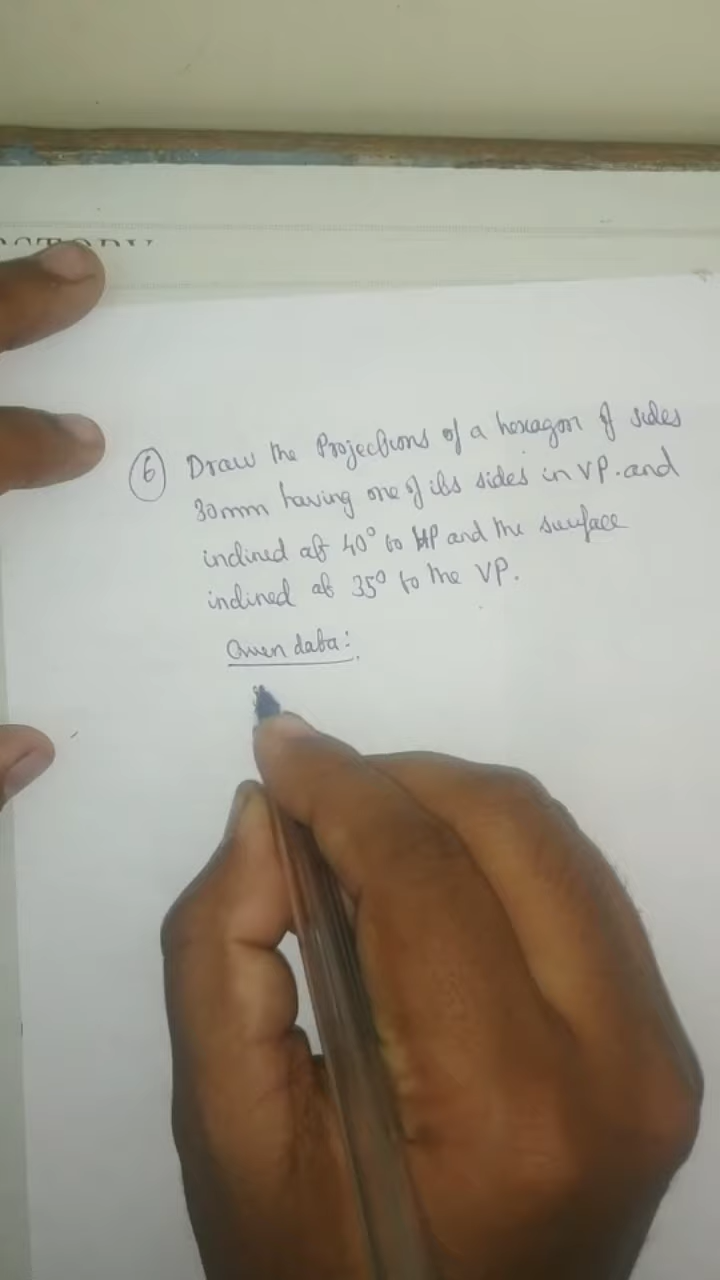 6 Draw the Projections of a hexagon of sides
30mm having one of its sides in VP. and
inclined at 40° to HP and the surface
inclined at 35° to the VP.
Given data: